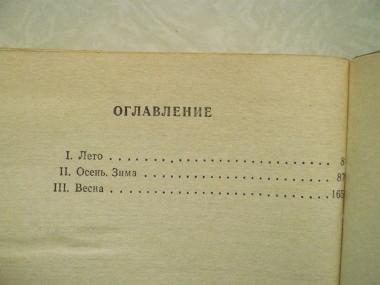 ОГЛАВЛЕНИЕ
I. Лето . . . . . . . . . . . . . . . . . . . . . . 8
II. Осень. Зима . . . . . . . . . . . . . . . . . . 87
III. Весна . . . . . . . . . . . . . . . . . . . . . 165